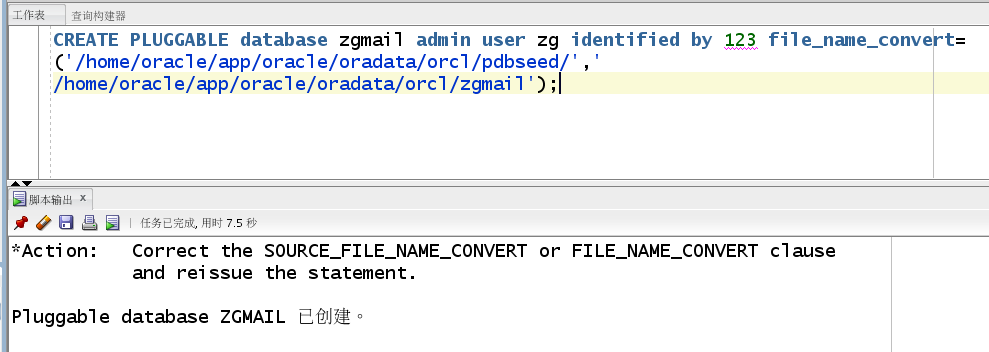 工作表 查询构建器
CREATE PLUGGABLE database zgmail admin user zg identified by 123 file_name_convert=
('/home/oracle/app/oracle/oradata/orcl/pdbseed/','
/home/oracle/app/oracle/oradata/orcl/zgmail');
脚本输出 x
任务已完成, 用时 7.5 秒
*Action:   Correct the SOURCE_FILE_NAME_CONVERT or FILE_NAME_CONVERT clause
           and reissue the statement.
Pluggable database ZGMAIL 已创建。